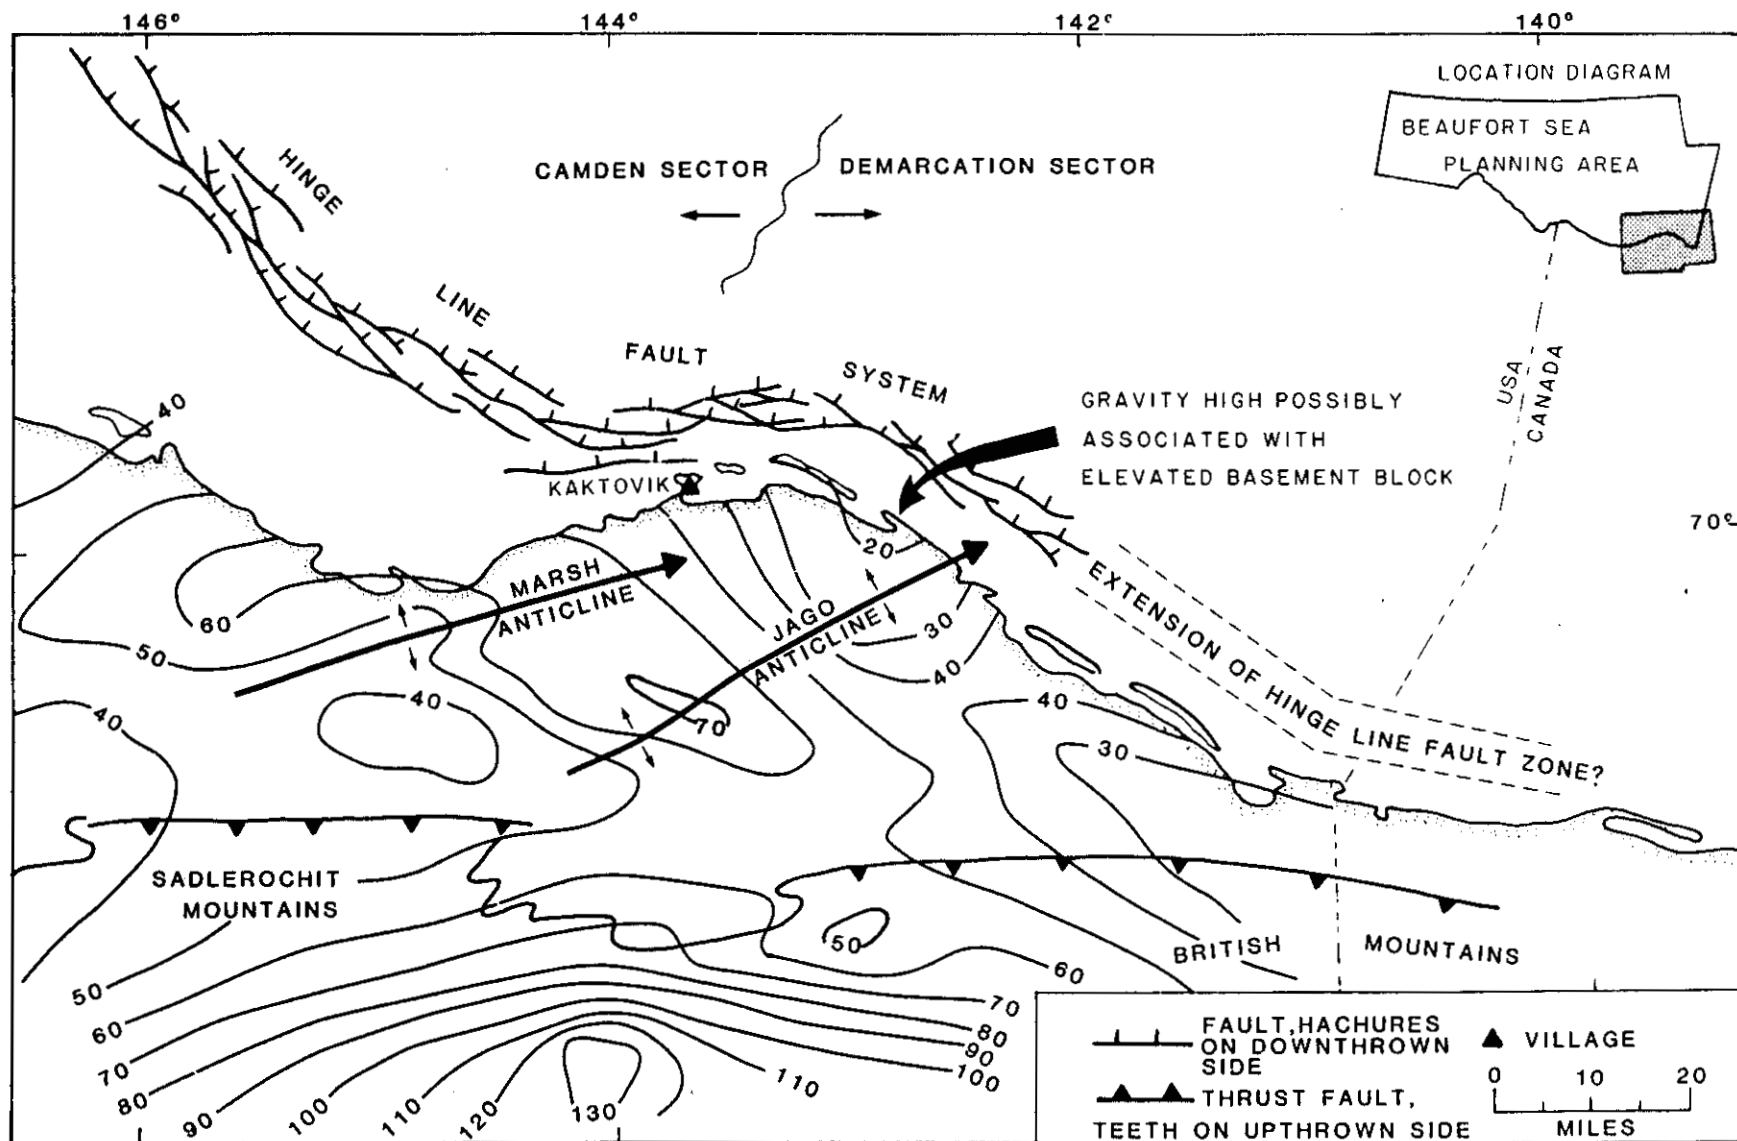 146°
144°
142°
140°
LOCATION DIAGRAM
BEAUFORT SEA
PLANNING AREA
HINGE
CAMDEN SECTOR
DEMARCATION SECTOR
LINE
FAULT
SYSTEM
USA
CANADA
GRAVITY HIGH POSSIBLY
ASSOCIATED WITH
ELEVATED BASEMENT BLOCK
40
KAKTOVIK
70°
20
MARSH
ANTICLINE
60
50
JAGO
ANTICLINE
30
40
EXTENSION OF HINGE LINE FAULT ZONE?
40
40
70
40
30
SADLEROCHIT
MOUNTAINS
50
BRITISH MOUNTAINS
60
50
60
70
80
90
100
110
120
130
110
70
80
90
100
FAULT, HACHURES
ON DOWNTHROWN
SIDE
THRUST FAULT,
TEETH ON UPTHROWN SIDE
VILLAGE
0 10 20
MILES